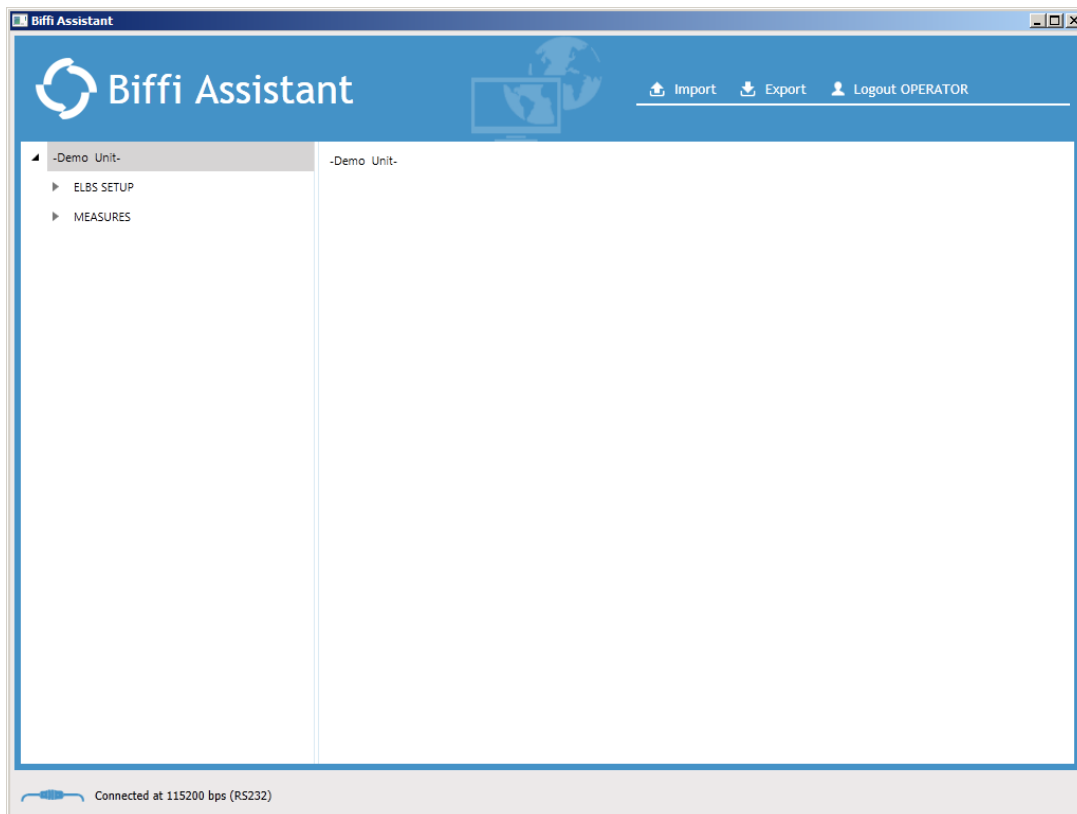 Biffi Assistant
Biffi Assistant
Import Export Logout OPERATOR
-Demo Unit-
-Demo Unit-
ELBS SETUP
MEASURES
Connected at 115200 bps (RS232)